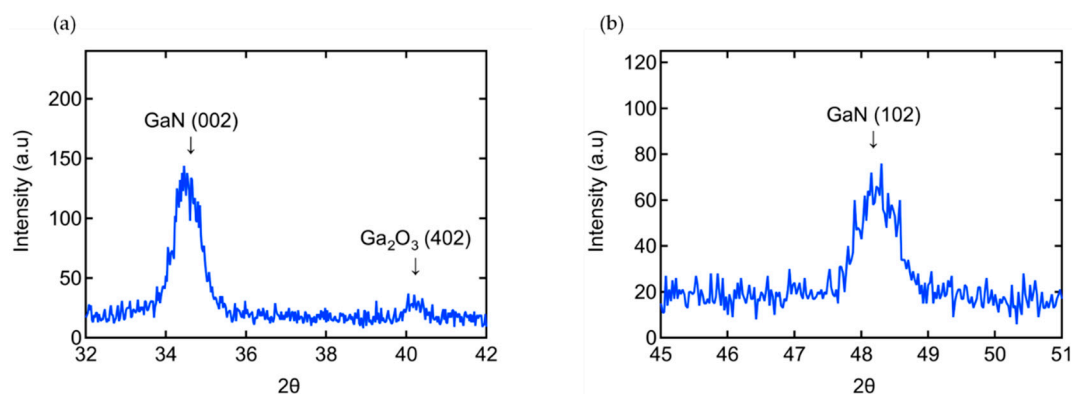 (a)
200
150
100
50
0
Intensity (a.u)
GaN (002)
↓
Ga₂O₃ (402)
↓
32 34 36 38 40 42
2θ
(b)
120
100
80
60
40
20
0
Intensity (a.u)
GaN (102)
↓
45 46 47 48 49 50 51
2θ